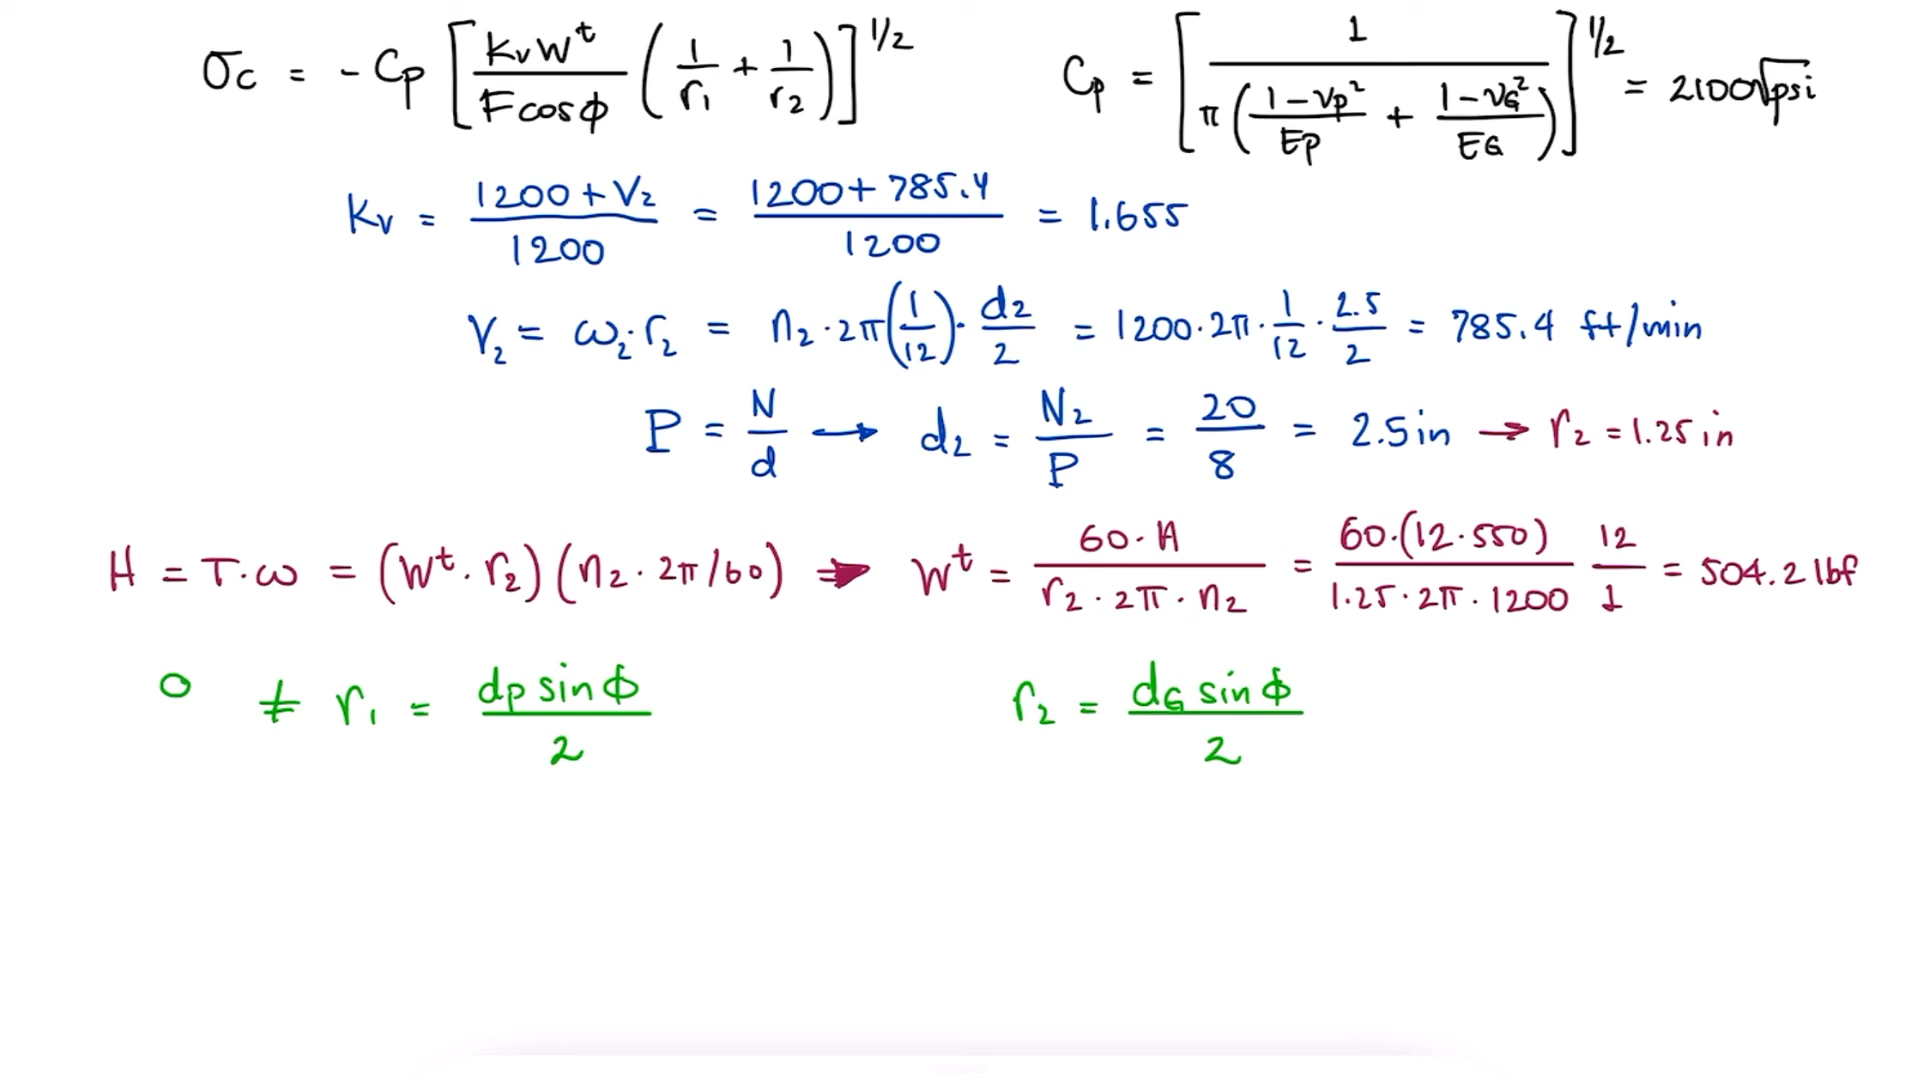 σc = - Cp [ KvW^t / Fcosϕ ( 1/r₁ + 1/r₂ ) ]^1/2    Cp = [ 1 / π ( 1-νp² / Ep + 1-νG² / EG ) ]^1/2 = 2100√psi
Kv = 1200 + V₂ / 1200 = 1200 + 785.4 / 1200 = 1.655
V₂ = ω₂·r₂ = n₂·2π(1/12)·d₂/2 = 1200·2π·1/12·2.5/2 = 785.4 ft/min
P = N/d → d₂ = N₂/P = 20/8 = 2.5in → r₂ = 1.25in
H = T·ω = (W^t·r₂)(n₂·2π/60) ⇒ W^t = 60·H / r₂·2π·n₂ = 60·(12·550) / 1.25·2π·1200 12/1 = 504.2 lbf
O ≠ r₁ = dp sinϕ / 2    r₂ = dG sinϕ / 2